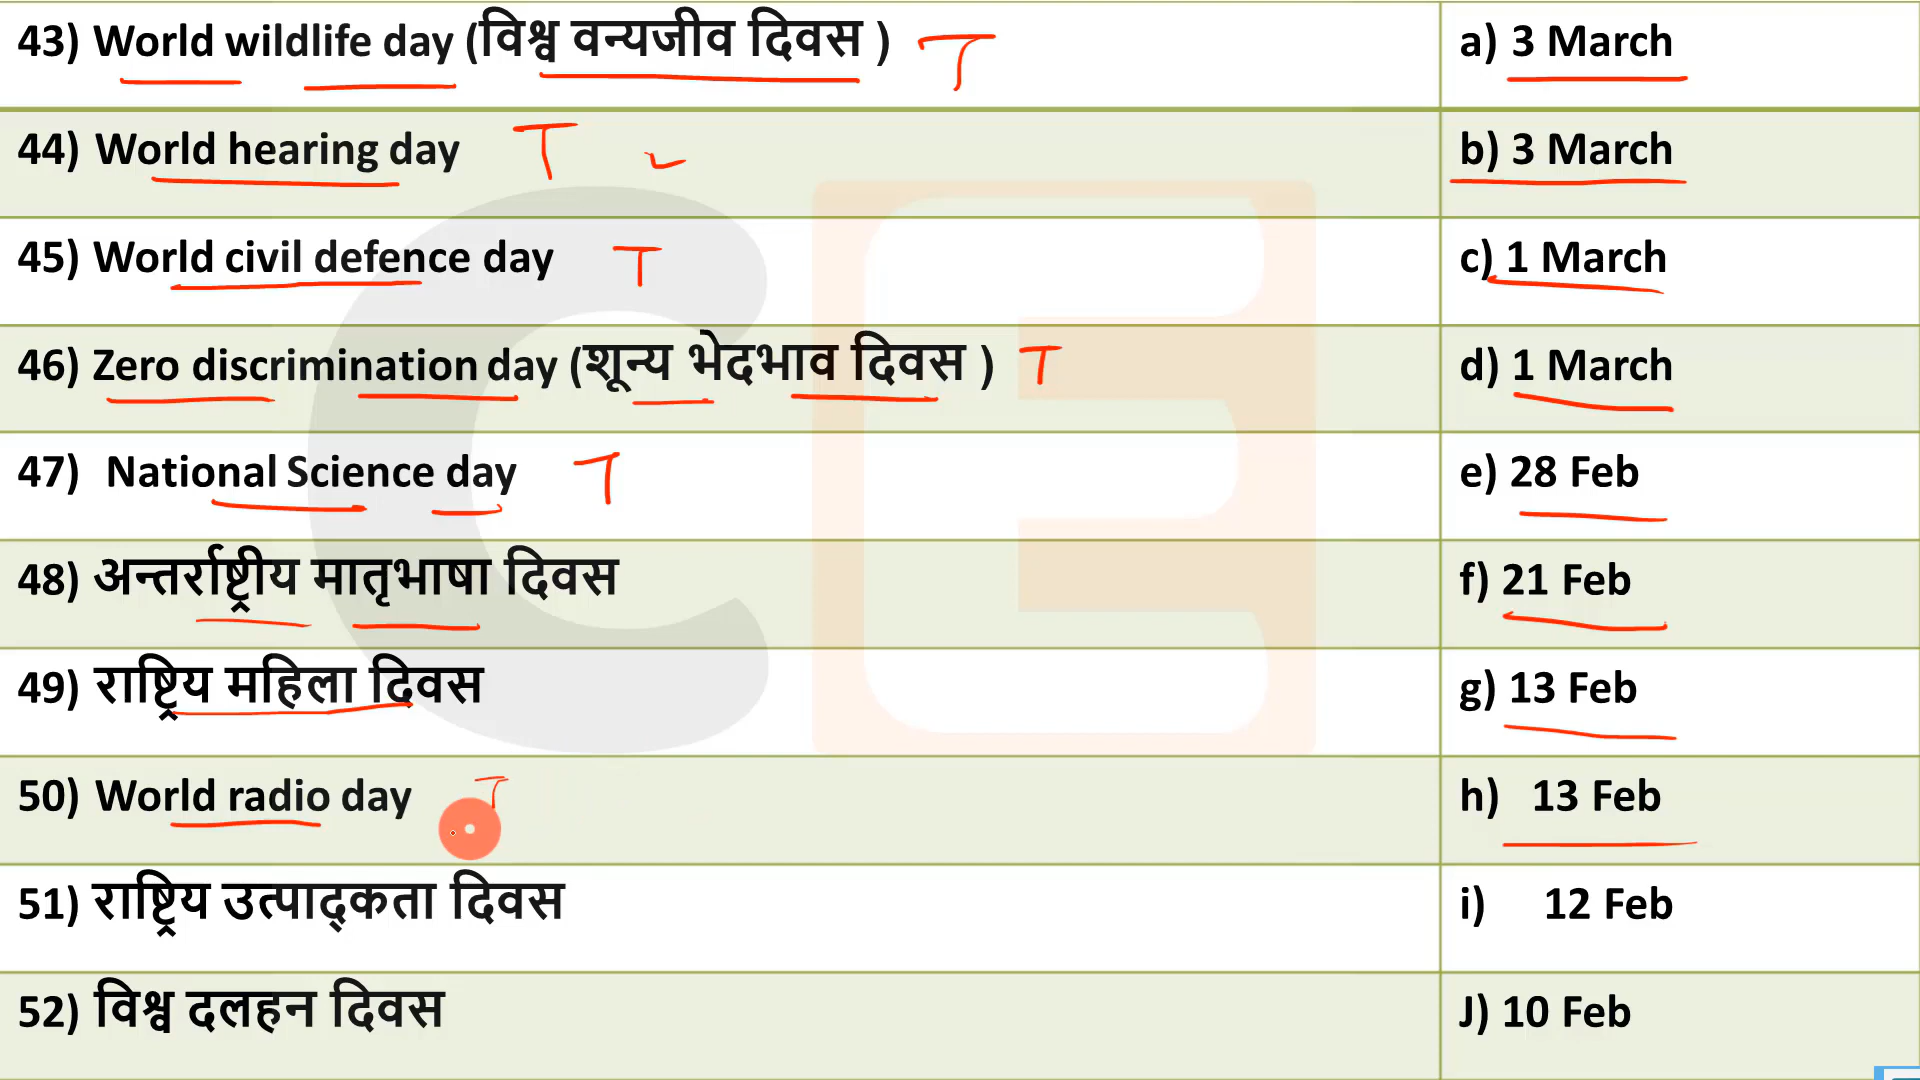 43) World wildlife day (विश्व वन्यजीव दिवस ) T a) 3 March
44) World hearing day T b) 3 March
45) World civil defence day T c) 1 March
46) Zero discrimination day (शून्य भेदभाव दिवस ) T d) 1 March
47) National Science day T e) 28 Feb
48) अन्तर्राष्ट्रीय मातृभाषा दिवस f) 21 Feb
49) राष्ट्रिय महिला दिवस g) 13 Feb
50) World radio day T h) 13 Feb
51) राष्ट्रिय उत्पाद्कता दिवस i) 12 Feb
52) विश्व दलहन दिवस J) 10 Feb
CE